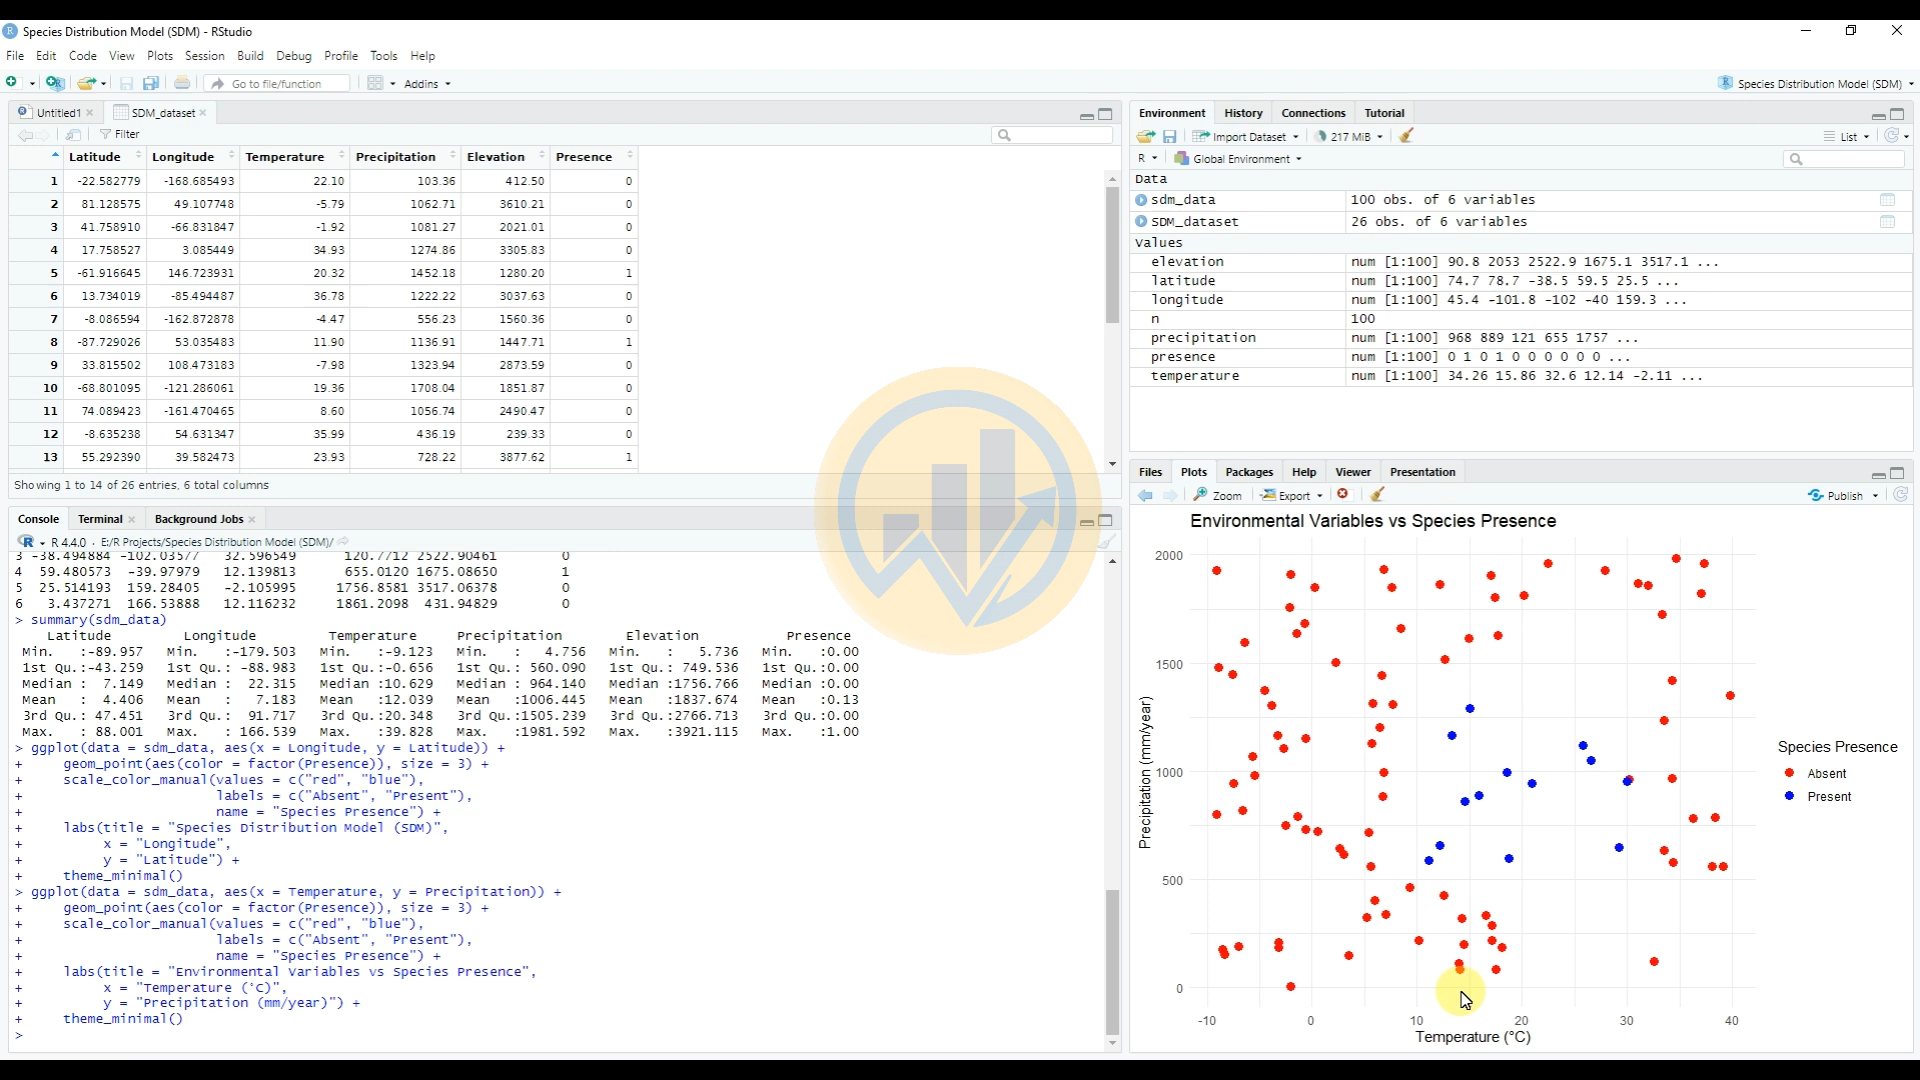 Species Distribution Model (SDM) - RStudio
File Edit Code View Plots Session Build Debug Profile Tools Help
Go to file/function Addins Species Distribution Model (SDM)
Untitled1 SDM_dataset
Filter
Latitude Longitude Temperature Precipitation Elevation Presence
1 -22.582779 -168.685493 22.10 103.36 412.50 0
2 81.128575 49.107748 -5.79 1062.71 3610.21 0
3 41.758910 -66.831847 -1.92 1081.27 2021.01 0
4 17.758527 3.085449 34.93 1274.86 3305.83 0
5 -61.916645 146.723931 20.32 1452.18 1280.20 1
6 13.734019 -85.494487 36.78 1222.22 3037.63 0
7 -8.086594 -162.872878 -4.47 556.23 1560.36 0
8 -87.729026 53.035483 11.90 1136.91 1447.71 1
9 33.815502 108.473183 -7.98 1323.94 2873.59 0
10 -68.801095 -121.286061 19.36 1708.04 1851.87 0
11 74.089423 -161.470465 8.60 1056.74 2490.47 0
12 -8.635238 54.631347 35.99 436.19 239.33 0
13 55.292390 39.582473 23.93 728.22 3877.62 1
Showing 1 to 14 of 26 entries, 6 total columns
Console Terminal Background Jobs
R 4.4.0 · E:/R Projects/Species Distribution Model (SDM)/
3 -38.494884 -102.03577 32.596549 120.7712 2522.90461 0
4 59.480573 -39.97979 12.139813 655.0120 1675.08650 1
5 25.514193 159.28405 -2.105995 1756.8581 3517.06378 0
6 3.437271 166.53888 12.116232 1861.2098 431.94829 0
> summary(sdm_data)
Latitude Longitude Temperature Precipitation Elevation Presence
Min. :-89.957 Min. :-179.503 Min. :-9.123 Min. : 4.756 Min. : 5.736 Min. :0.00
1st Qu.:-43.259 1st Qu.: -88.983 1st Qu.:-0.656 1st Qu.: 560.090 1st Qu.: 749.536 1st Qu.:0.00
Median : 7.149 Median : 22.315 Median :10.629 Median : 964.140 Median :1756.766 Median :0.00
Mean : 4.406 Mean : 7.183 Mean :12.039 Mean :1006.445 Mean :1837.674 Mean :0.13
3rd Qu.: 47.451 3rd Qu.: 91.717 3rd Qu.:20.348 3rd Qu.:1505.239 3rd Qu.:2766.713 3rd Qu.:0.00
Max. : 88.001 Max. : 166.539 Max. :39.828 Max. :1981.592 Max. :3921.115 Max. :1.00
> ggplot(data = sdm_data, aes(x = Longitude, y = Latitude)) +
+ geom_point(aes(color = factor(Presence)), size = 3) +
+ scale_color_manual(values = c("red", "blue"),
+ labels = c("Absent", "Present"),
+ name = "Species Presence") +
+ labs(title = "Species Distribution Model (SDM)",
+ x = "Longitude",
+ y = "Latitude") +
+ theme_minimal()
> ggplot(data = sdm_data, aes(x = Temperature, y = Precipitation)) +
+ geom_point(aes(color = factor(Presence)), size = 3) +
+ scale_color_manual(values = c("red", "blue"),
+ labels = c("Absent", "Present"),
+ name = "Species Presence") +
+ labs(title = "Environmental Variables vs Species Presence",
+ x = "Temperature (°C)",
+ y = "Precipitation (mm/year)") +
+ theme_minimal()
>
Environment History Connections Tutorial
Import Dataset 217 MiB List
R Global Environment
Data
sdm_data 100 obs. of 6 variables
SDM_dataset 26 obs. of 6 variables
Values
elevation num [1:100] 90.8 2053 2522.9 1675.1 3517.1 ...
latitude num [1:100] 74.7 78.7 -38.5 59.5 25.5 ...
longitude num [1:100] 45.4 -101.8 -102 -40 159.3 ...
n 100
precipitation num [1:100] 968 889 121 655 1757 ...
presence num [1:100] 0 1 0 1 0 0 0 0 0 0 ...
temperature num [1:100] 34.26 15.86 32.6 12.14 -2.11 ...
Files Plots Packages Help Viewer Presentation
Zoom Export Publish
Environmental Variables vs Species Presence
2000
1500
1000
500
0
Precipitation (mm/year)
-10 0 10 20 30 40
Temperature (°C)
Species Presence
Absent
Present